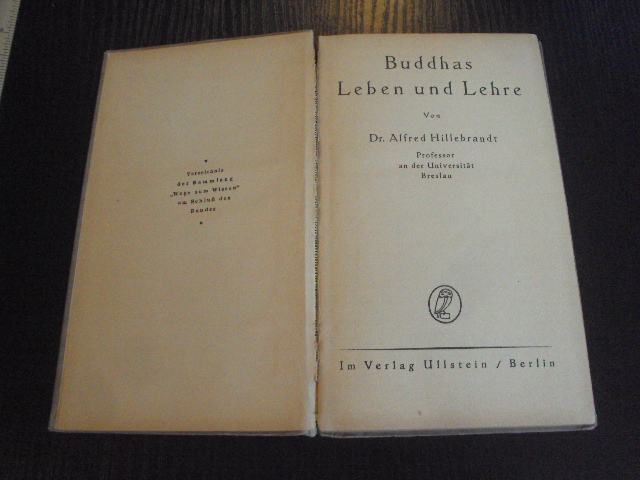 Verzeichnis
der Sammlung
„Wege zum Wissen“
am Schluß des
Bandes
Buddhas
Leben und Lehre
Von
Dr. Alfred Hillebrandt
Professor
an der Universität
Breslau
Im Verlag Ullstein / Berlin